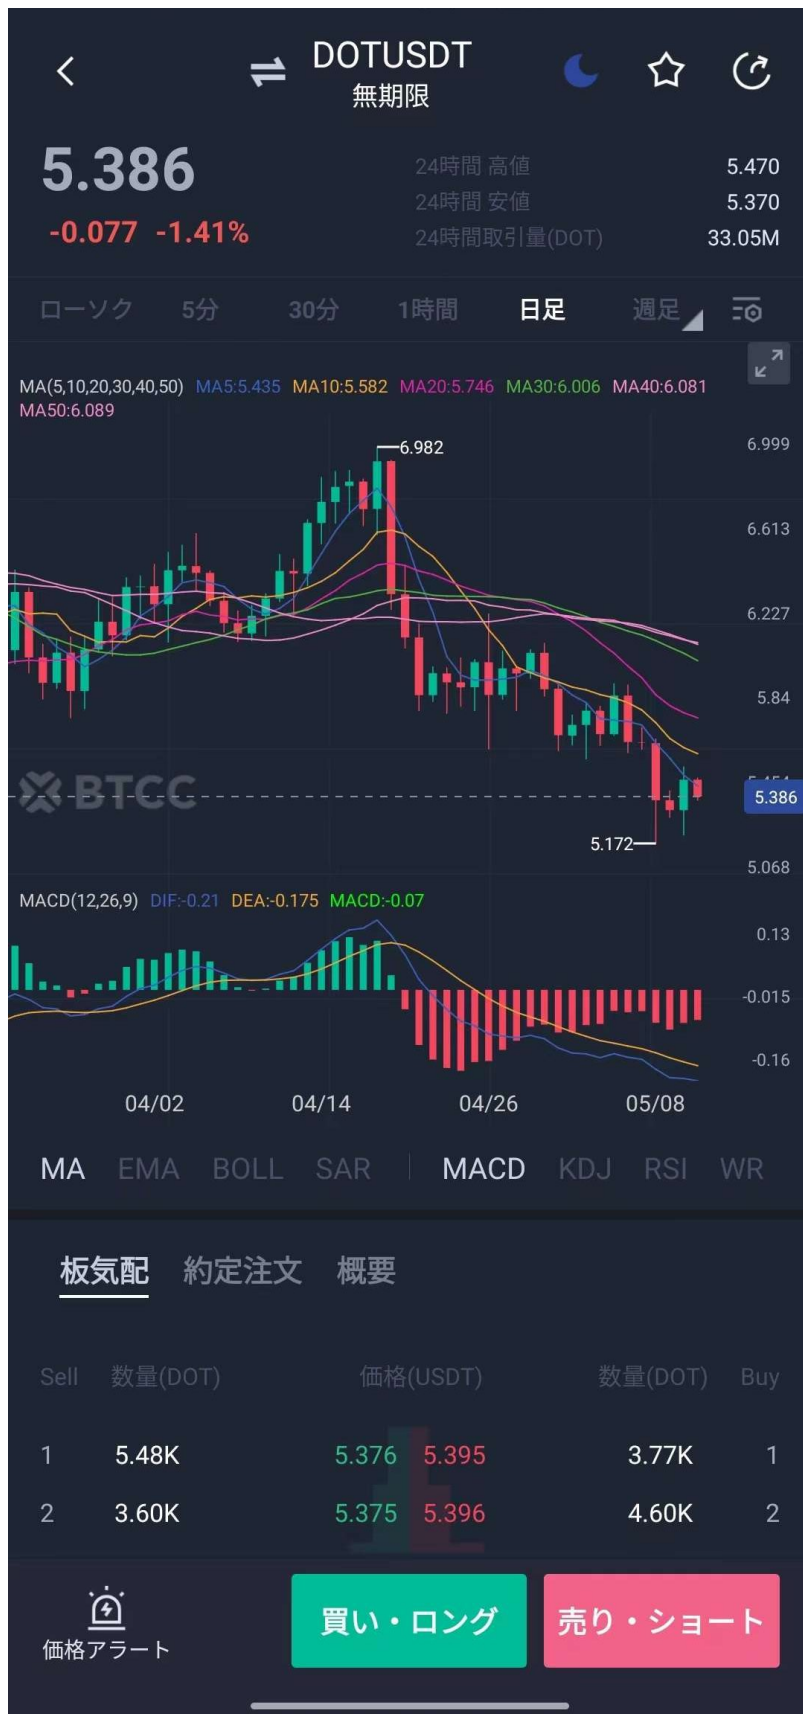 DOTUSDT
無期限
5.386
-0.077 -1.41%
24時間 高値 5.470
24時間 安値 5.370
24時間取引量(DOT) 33.05M
ローソク 5分 30分 1時間 日足 週足
MA(5,10,20,30,40,50) MA5:5.435 MA10:5.582 MA20:5.746 MA30:6.006 MA40:6.081
MA50:6.089
6.982
6.999
6.613
6.227
5.84
BTCC
5.386
5.172
5.068
MACD(12,26,9) DIF:-0.21 DEA:-0.175 MACD:-0.07
0.13
-0.015
-0.16
04/02 04/14 04/26 05/08
MA EMA BOLL SAR MACD KDJ RSI WR
板気配 約定注文 概要
Sell 数量(DOT) 価格(USDT) 数量(DOT) Buy
1 5.48K 5.376 5.395 3.77K 1
2 3.60K 5.375 5.396 4.60K 2
価格アラート
買い・ロング
売り・ショート